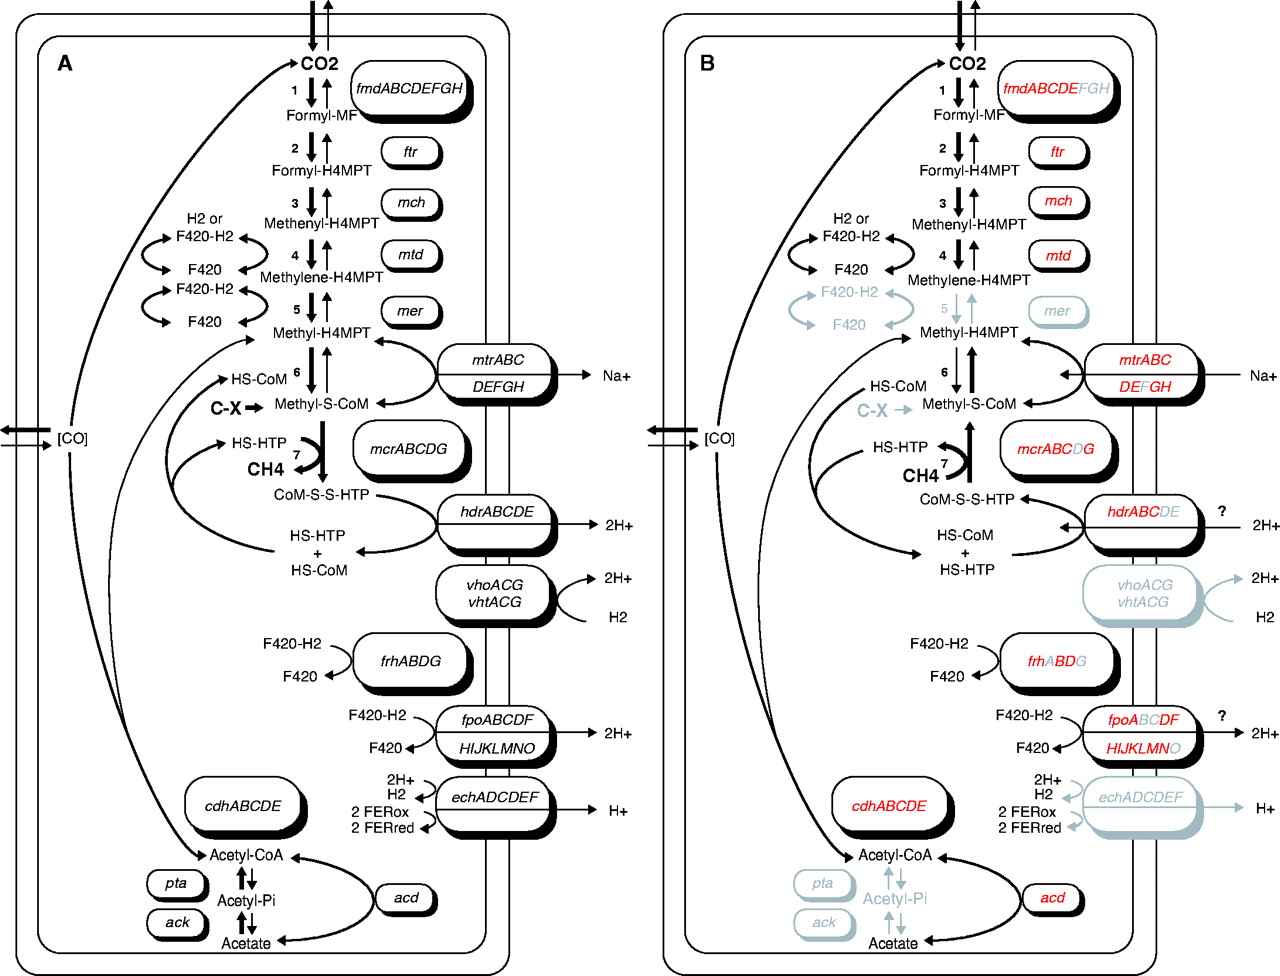 A
CO2
1
fmdABCDEFGH
Formyl-MF
2
ftr
Formyl-H4MPT
3
mch
H2 or
Methenyl-H4MPT
F420-H2
4
mtd
F420
Methylene-H4MPT
F420-H2
5
mer
F420
Methyl-H4MPT
mtrABC
6
HS-CoM
DEFGH
Na+
C-X
Methyl-S-CoM
[CO]
HS-HTP
7
mcrABCDG
CH4
CoM-S-S-HTP
hdrABCDE
2H+
HS-HTP
+
HS-CoM
vhoACG
2H+
vhtACG
H2
F420-H2
frhABDG
F420
F420-H2
fpoABCDF
2H+
F420
HIJKLMNO
2H+
H2
echADCDEF
2 FERox
H+
2 FERred
cdhABCDE
Acetyl-CoA
pta
Acetyl-Pi
acd
ack
Acetate
B
CO2
1
fmdABCDEFGH
Formyl-MF
2
ftr
Formyl-H4MPT
3
mch
H2 or
Methenyl-H4MPT
F420-H2
4
mtd
F420
Methylene-H4MPT
F420-H2
5
mer
F420
Methyl-H4MPT
mtrABC
6
HS-CoM
DEFGH
Na+
C-X
Methyl-S-CoM
[CO]
HS-HTP
7
mcrABCDG
CH4
CoM-S-S-HTP
hdrABCDE
?
2H+
HS-CoM
+
HS-HTP
vhoACG
2H+
vhtACG
H2
F420-H2
frhABDG
F420
F420-H2
fpoABCDF
?
2H+
F420
HIJKLMNO
2H+
H2
echADCDEF
2 FERox
H+
2 FERred
cdhABCDE
Acetyl-CoA
pta
Acetyl-Pi
acd
ack
Acetate